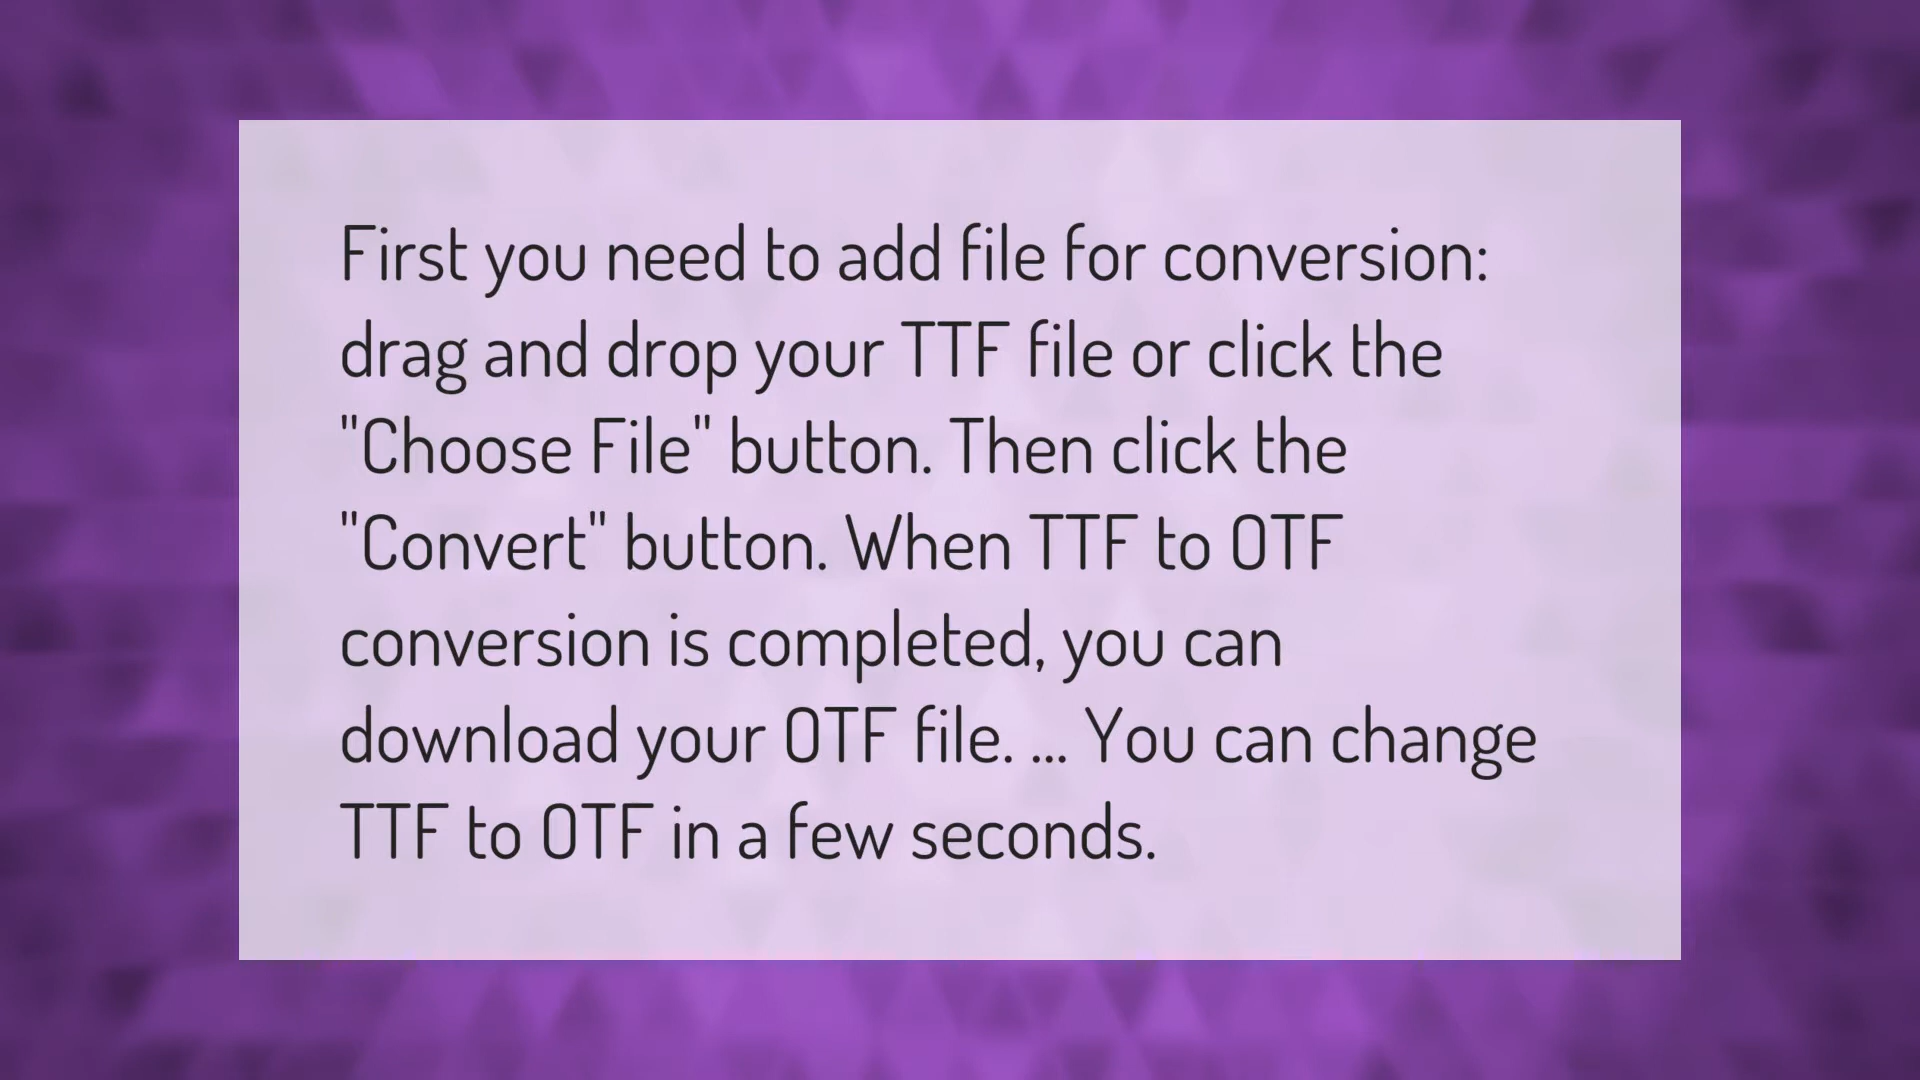 First you need to add file for conversion:
drag and drop your TTF file or click the
"Choose File" button. Then click the
"Convert" button. When TTF to OTF
conversion is completed, you can
download your OTF file. ... You can change
TTF to OTF in a few seconds.